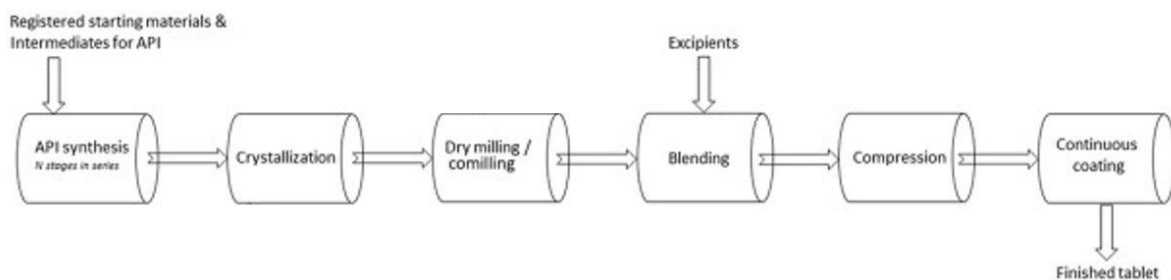 Registered starting materials &
Intermediates for API
Excipients
API synthesis
N stages in series
Crystallization
Dry milling /
comilling
Blending
Compression
Continuous
coating
Finished tablet